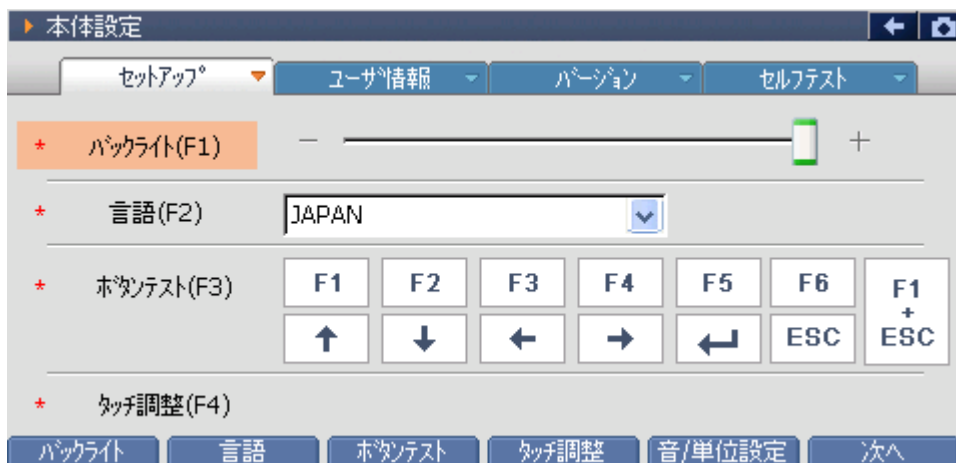 本体設定
ｾｯﾄｱｯﾌﾟ ﾕｰｻﾞ情報 ﾊﾞｰｼﾞｮﾝ ｾﾙﾌﾃｽﾄ
* ﾊﾞｯｸﾗｲﾄ(F1) − +
* 言語(F2) JAPAN
* ﾎﾞﾀﾝﾃｽﾄ(F3) F1 F2 F3 F4 F5 F6 F1 + ESC
↑ ↓ ← → ↵ ESC
* ﾀｯﾁ調整(F4)
ﾊﾞｯｸﾗｲﾄ 言語 ﾎﾞﾀﾝﾃｽﾄ ﾀｯﾁ調整 音/単位設定 次へ